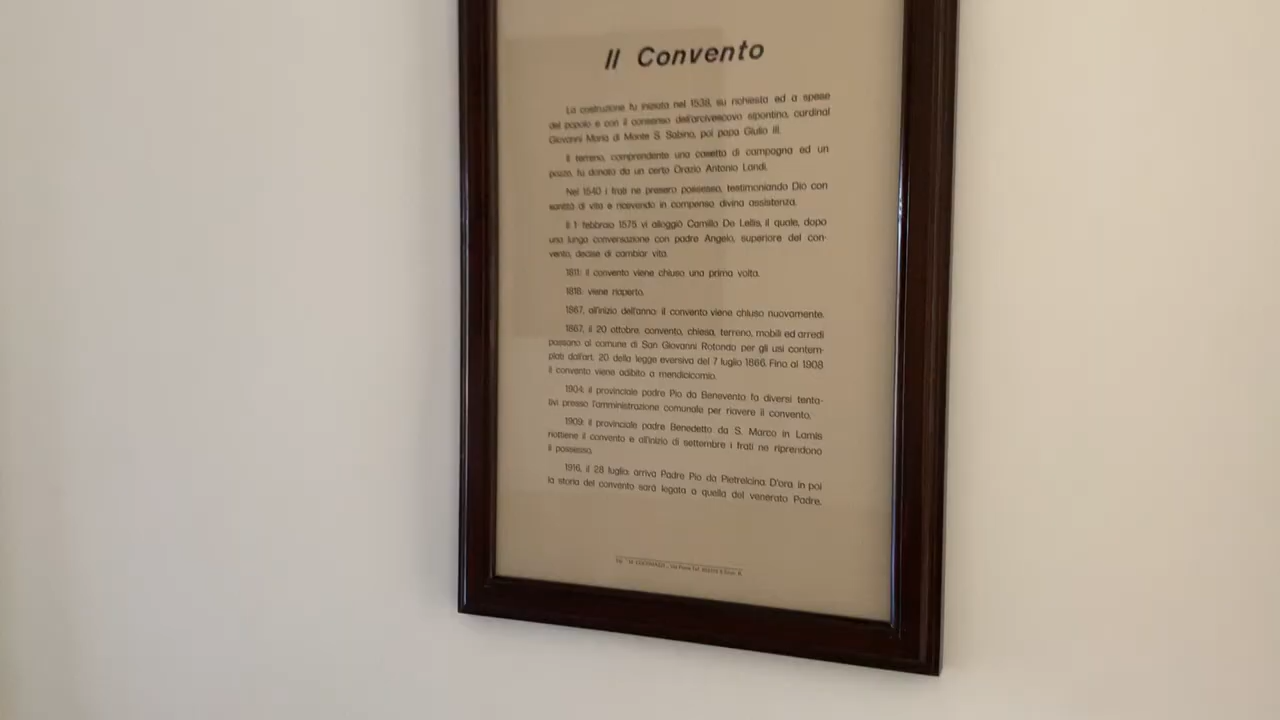 Il Convento
La costruzione fu iniziata nel 1538, su richiesta ed a spese
del popolo e con il consenso dell'arcivescovo sipontino, cardinal
Giovanni Maria di Monte S. Sabino, poi papa Giulio III.
Il terreno, comprendente una casetta di campagna ed un
pozzo, fu donato da un certo Orazio Antonio Landi.
Nel 1540 i frati ne presero possesso, testimoniando Dio con
santità di vita e ricevendo in compenso divina assistenza.
Il 1 febbraio 1575 vi alloggiò Camillo De Lellis, il quale, dopo
una lunga conversazione con padre Angelo, superiore del con-
vento, decise di cambiar vita.
1811: il convento viene chiuso una prima volta.
1818: viene riaperto.
1867, all'inizio dell'anno: il convento viene chiuso nuovamente.
1867, il 20 ottobre: convento, chiesa, terreno, mobili ed arredi
passano al comune di San Giovanni Rotondo per gli usi contem-
plati dall'art. 20 della legge eversiva del 7 luglio 1866. Fino al 1908
il convento viene adibito a mendicicomio.
1904: il provinciale padre Pio da Benevento fa diversi tenta-
tivi presso l'amministrazione comunale per riavere il convento.
1909: il provinciale padre Benedetto da S. Marco in Lamis
riottiene il convento e all'inizio di settembre i frati ne riprendono
il possesso.
1916, il 28 luglio: arriva Padre Pio da Pietrelcina. D'ora in poi
la storia del convento sarà legata a quella del venerato Padre.